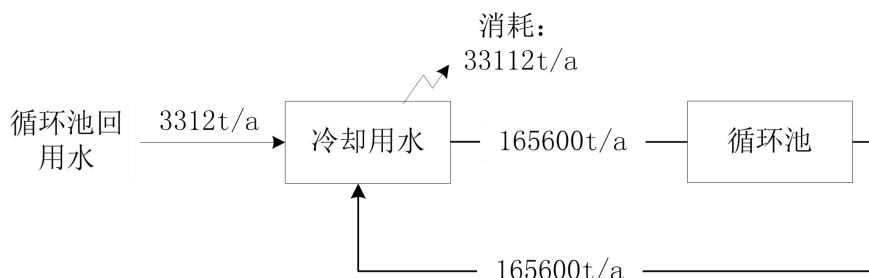 消耗：
33112t/a
循环池回
用水
3312t/a
冷却用水
165600t/a
循环池
165600t/a